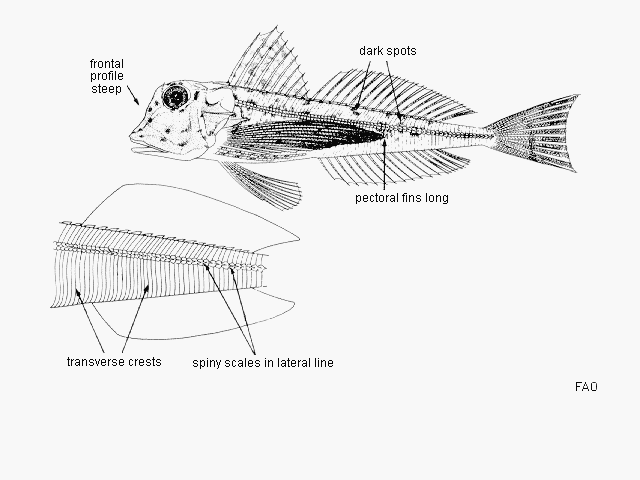 frontal
profile
steep
dark spots
pectoral fins long
transverse crests
spiny scales in lateral line
FAO